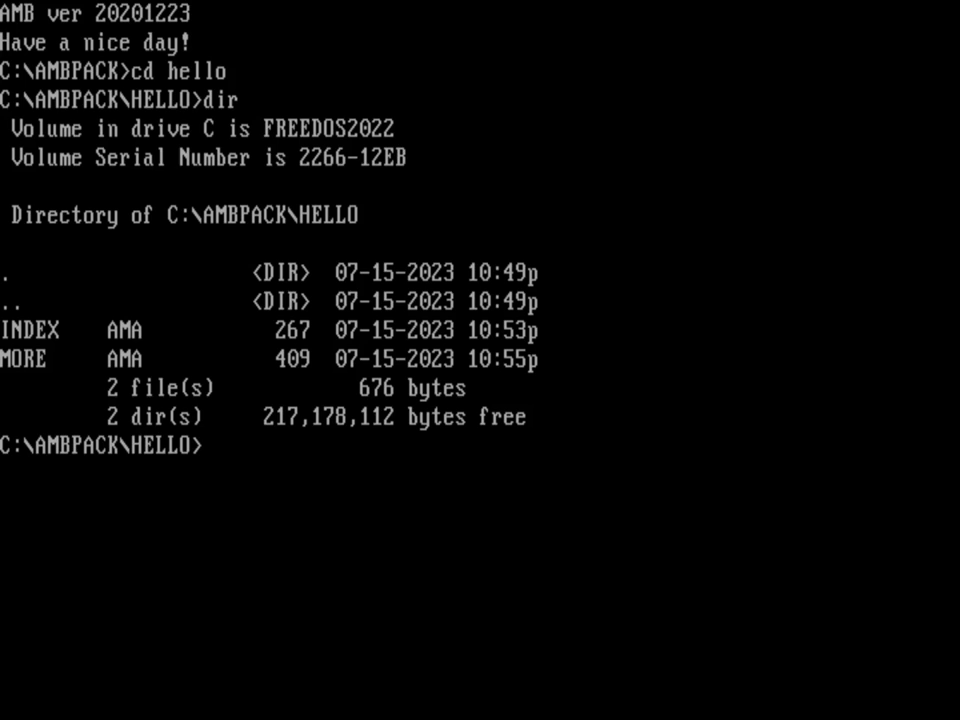 AMB ver 20201223
Have a nice day!
C:\AMBPACK>cd hello
C:\AMBPACK\HELLO>dir
 Volume in drive C is FREEDOS2022
 Volume Serial Number is 2266-12EB

 Directory of C:\AMBPACK\HELLO

.                    <DIR>  07-15-2023 10:49p
..                   <DIR>  07-15-2023 10:49p
INDEX    AMA           267  07-15-2023 10:53p
MORE     AMA           409  07-15-2023 10:55p
         2 file(s)            676 bytes
         2 dir(s)     217,178,112 bytes free
C:\AMBPACK\HELLO>